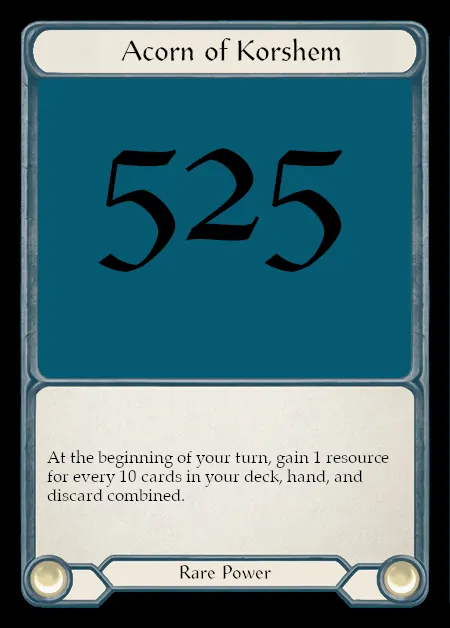 Acorn of Korshem
525
At the beginning of your turn, gain 1 resource
for every 10 cards in your deck, hand, and
discard combined.
Rare Power